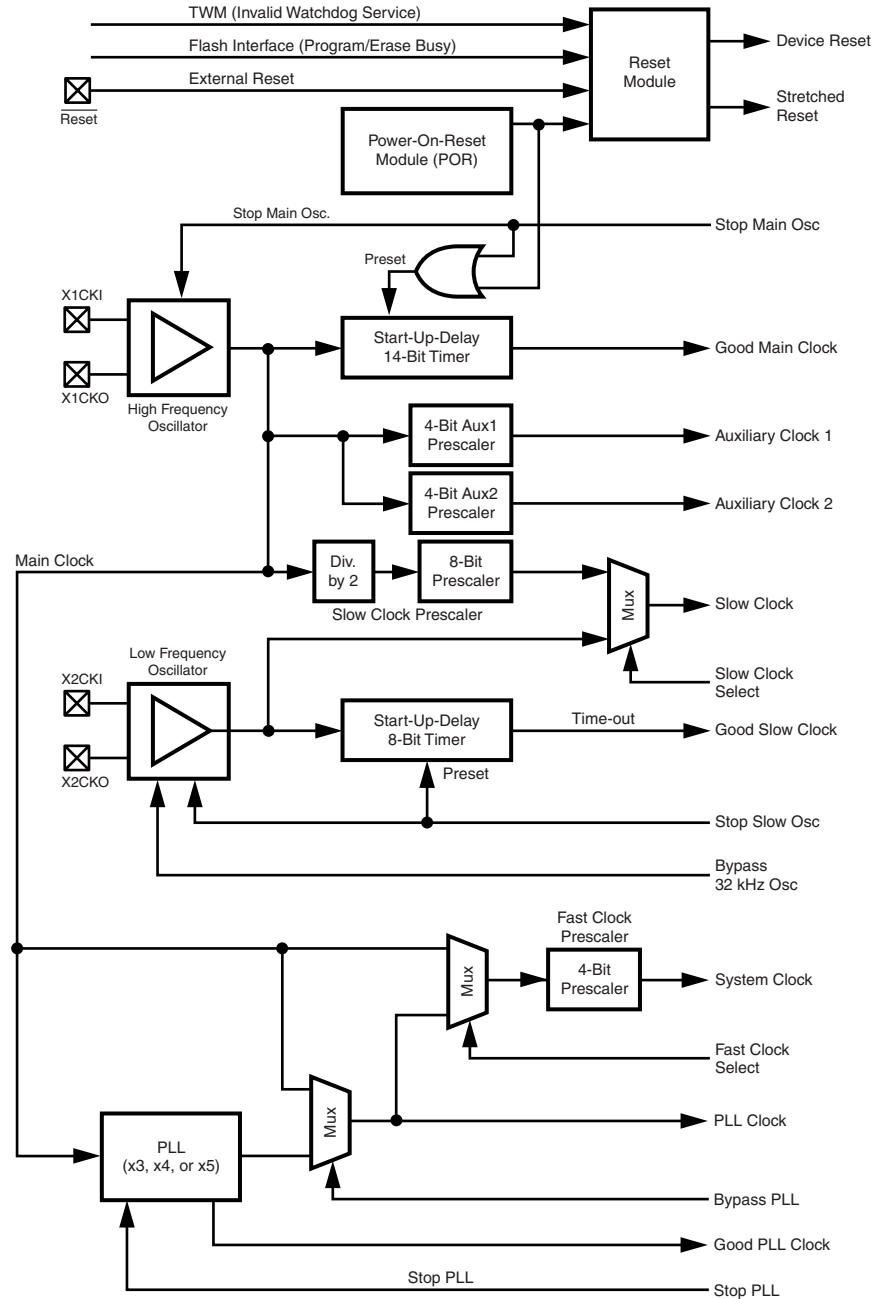 TWM (Invalid Watchdog Service)
Flash Interface (Program/Erase Busy)
External Reset
Reset
Reset
Module
Device Reset
Stretched
Reset
Power-On-Reset
Module (POR)
Stop Main Osc.
Stop Main Osc
Preset
X1CKI
X1CKO
High Frequency
Oscillator
Start-Up-Delay
14-Bit Timer
Good Main Clock
4-Bit Aux1
Prescaler
Auxiliary Clock 1
4-Bit Aux2
Prescaler
Auxiliary Clock 2
Main Clock
Div.
by 2
8-Bit
Prescaler
Slow Clock Prescaler
Mux
Slow Clock
Slow Clock
Select
Low Frequency
Oscillator
X2CKI
X2CKO
Start-Up-Delay
8-Bit Timer
Time-out
Good Slow Clock
Preset
Stop Slow Osc
Bypass
32 kHz Osc
Fast Clock
Prescaler
Mux
4-Bit
Prescaler
System Clock
Fast Clock
Select
Mux
PLL Clock
PLL
(x3, x4, or x5)
Bypass PLL
Good PLL Clock
Stop PLL
Stop PLL